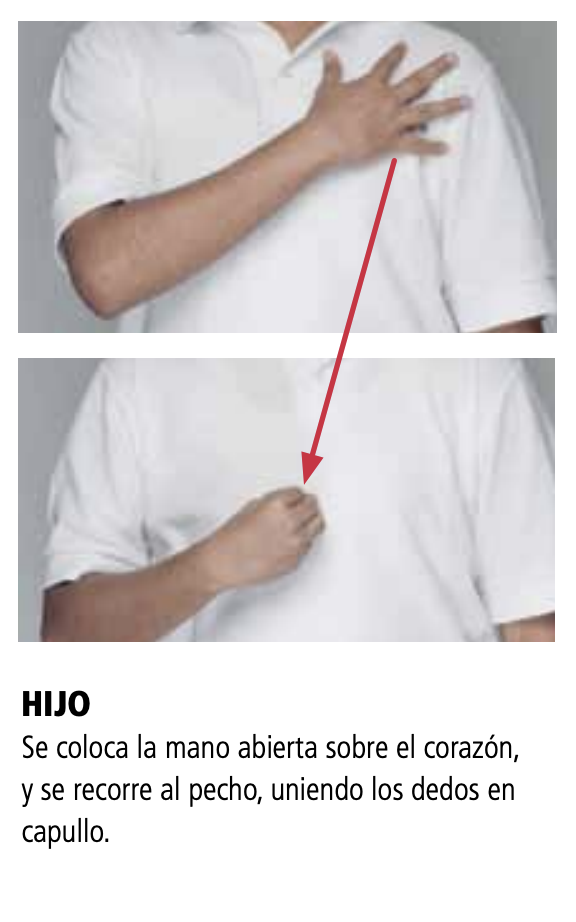 HIJO
Se coloca la mano abierta sobre el corazón,
y se recorre al pecho, uniendo los dedos en
capullo.